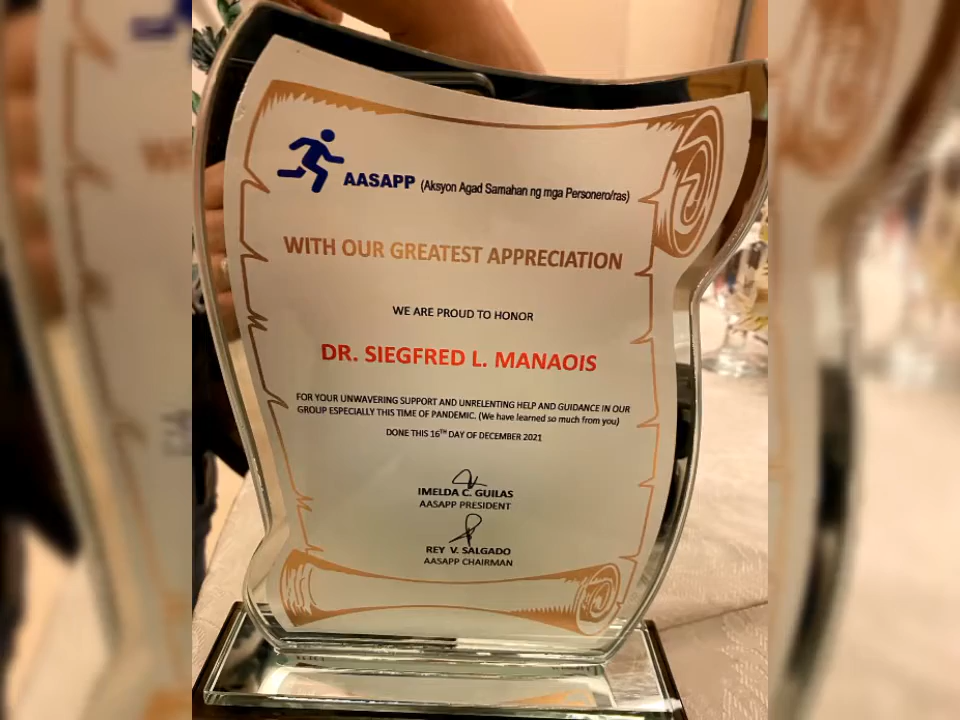 AASAPP (Aksyon Agad Samahan ng mga Personero/ras)
WITH OUR GREATEST APPRECIATION
WE ARE PROUD TO HONOR
DR. SIEGFRED L. MANAOIS
FOR YOUR UNWAVERING SUPPORT AND UNRELENTING HELP AND GUIDANCE IN OUR
GROUP ESPECIALLY THIS TIME OF PANDEMIC. (We have learned so much from you)
DONE THIS 16TH DAY OF DECEMBER 2021
IMELDA C. GUILAS
AASAPP PRESIDENT
REY V. SALGADO
AASAPP CHAIRMAN